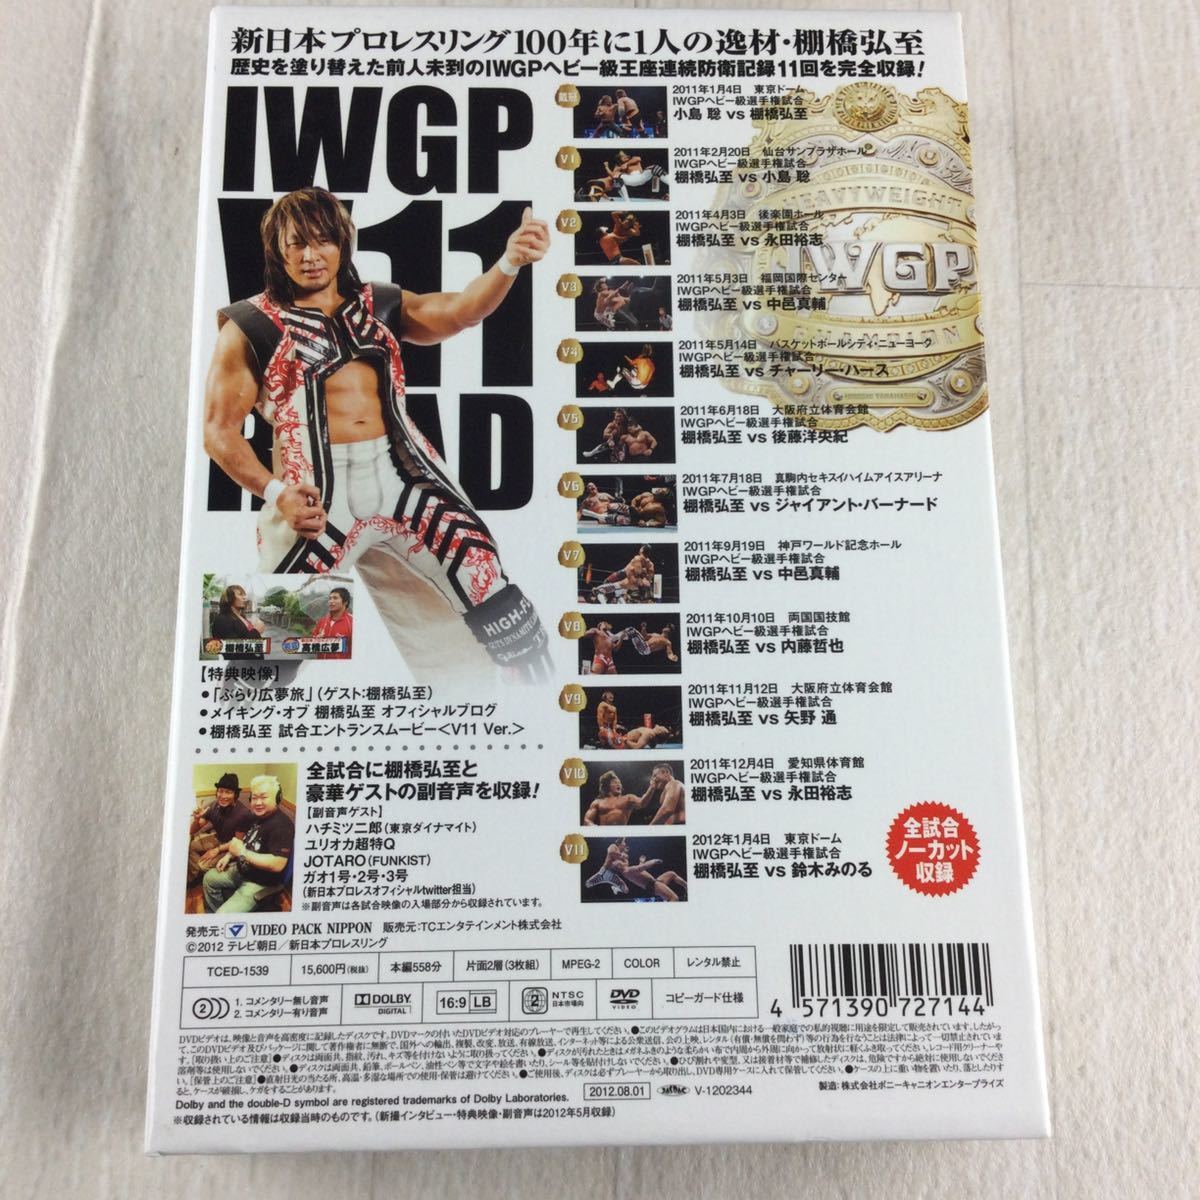 新日本プロレスリング100年に1人の逸材・棚橋弘至
歴史を塗り替えた前人未到のIWGPヘビー級王座連続防衛記録11回を完全収録!
IWGP
V11
ROAD
戴冠
2011年1月4日 東京ドーム
IWGPヘビー級選手権試合
小島 聡 vs 棚橋弘至
V1
2011年2月20日 仙台サンプラザホール
IWGPヘビー級選手権試合
棚橋弘至 vs 小島 聡
V2
2011年4月3日 後楽園ホール
IWGPヘビー級選手権試合
棚橋弘至 vs 永田裕志
V3
2011年5月3日 福岡国際センター
IWGPヘビー級選手権試合
棚橋弘至 vs 中邑真輔
V4
2011年5月14日 バスケットボールシティ・ニューヨーク
IWGPヘビー級選手権試合
棚橋弘至 vs チャーリー・ハース
V5
2011年6月18日 大阪府立体育会館
IWGPヘビー級選手権試合
棚橋弘至 vs 後藤洋央紀
V6
2011年7月18日 真駒内セキスイハイムアイスアリーナ
IWGPヘビー級選手権試合
棚橋弘至 vs ジャイアント・バーナード
V7
2011年9月19日 神戸ワールド記念ホール
IWGPヘビー級選手権試合
棚橋弘至 vs 中邑真輔
V8
2011年10月10日 両国国技館
IWGPヘビー級選手権試合
棚橋弘至 vs 内藤哲也
V9
2011年11月12日 大阪府立体育会館
IWGPヘビー級選手権試合
棚橋弘至 vs 矢野 通
V10
2011年12月4日 愛知県体育館
IWGPヘビー級選手権試合
棚橋弘至 vs 永田裕志
V11
2012年1月4日 東京ドーム
IWGPヘビー級選手権試合
棚橋弘至 vs 鈴木みのる
HEAVYWEIGHT
IWGP
CHAMPION
全試合
ノーカット
収録
棚橋弘至
高橋広夢
【特典映像】
●「ぶらり広夢旅」(ゲスト:棚橋弘至)
●メイキング・オブ 棚橋弘至 オフィシャルブログ
●棚橋弘至 試合エントランスムービー<V11 Ver.>
全試合に棚橋弘至と
豪華ゲストの副音声を収録!
【副音声ゲスト】
ハチミツ二郎(東京ダイナマイト)
ユリオカ超特Q
JOTARO(FUNKIST)
ガオ1号・2号・3号
(新日本プロレスオフィシャルtwitter担当)
※副音声は各試合映像の入場部分から収録されています。
発売元: VIDEO PACK NIPPON 販売元:TCエンタテインメント株式会社
©2012 テレビ朝日/新日本プロレスリング
TCED-1539 15,600円(税抜) 本編558分 片面2層(3枚組) MPEG-2 COLOR レンタル禁止
2 1. コメンタリー無し音声
2. コメンタリー有り音声
DOLBY DIGITAL 16:9 LB 2 NTSC 日本市場向 DVD VIDEO コピーガード仕様
4 571390 727144
2012.08.01 V-1202344 製造:株式会社ポニーキャニオンエンタープライズ
Dolby and the double-D symbol are registered trademarks of Dolby Laboratories.
※収録されている情報は収録当時のものです。(新撮インタビュー・特典映像・副音声は2012年5月収録)